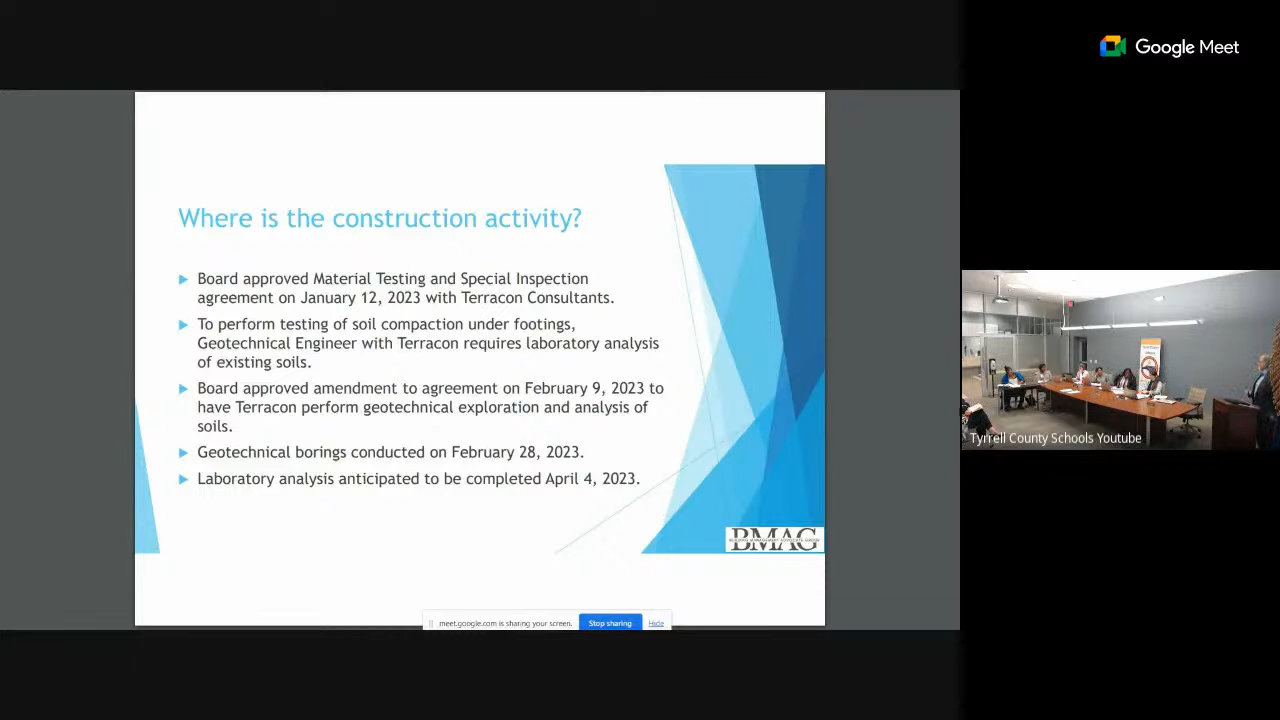 Google Meet
Where is the construction activity?
Board approved Material Testing and Special Inspection
agreement on January 12, 2023 with Terracon Consultants.
To perform testing of soil compaction under footings,
Geotechnical Engineer with Terracon requires laboratory analysis
of existing soils.
Board approved amendment to agreement on February 9, 2023 to
have Terracon perform geotechnical exploration and analysis of
soils.
Geotechnical borings conducted on February 28, 2023.
Laboratory analysis anticipated to be completed April 4, 2023.
BMAG
meet.google.com is sharing your screen.
Stop sharing
Hide
Tyrrell County Schools Youtube